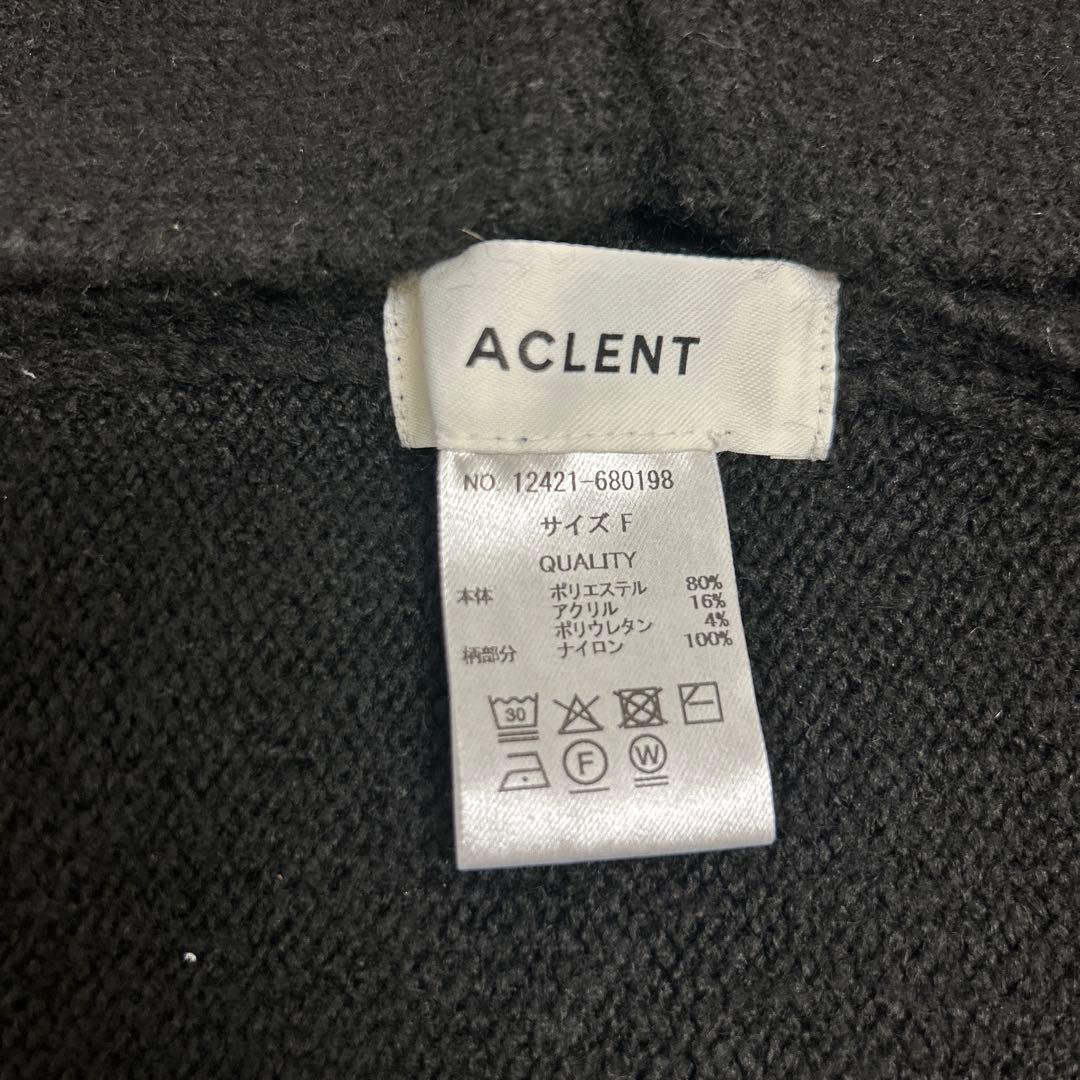 ACLENT
NO. 12421-680198
サイズ F
QUALITY
本体 ポリエステル 80%
アクリル 16%
ポリウレタン 4%
柄部分 ナイロン 100%
30
F W